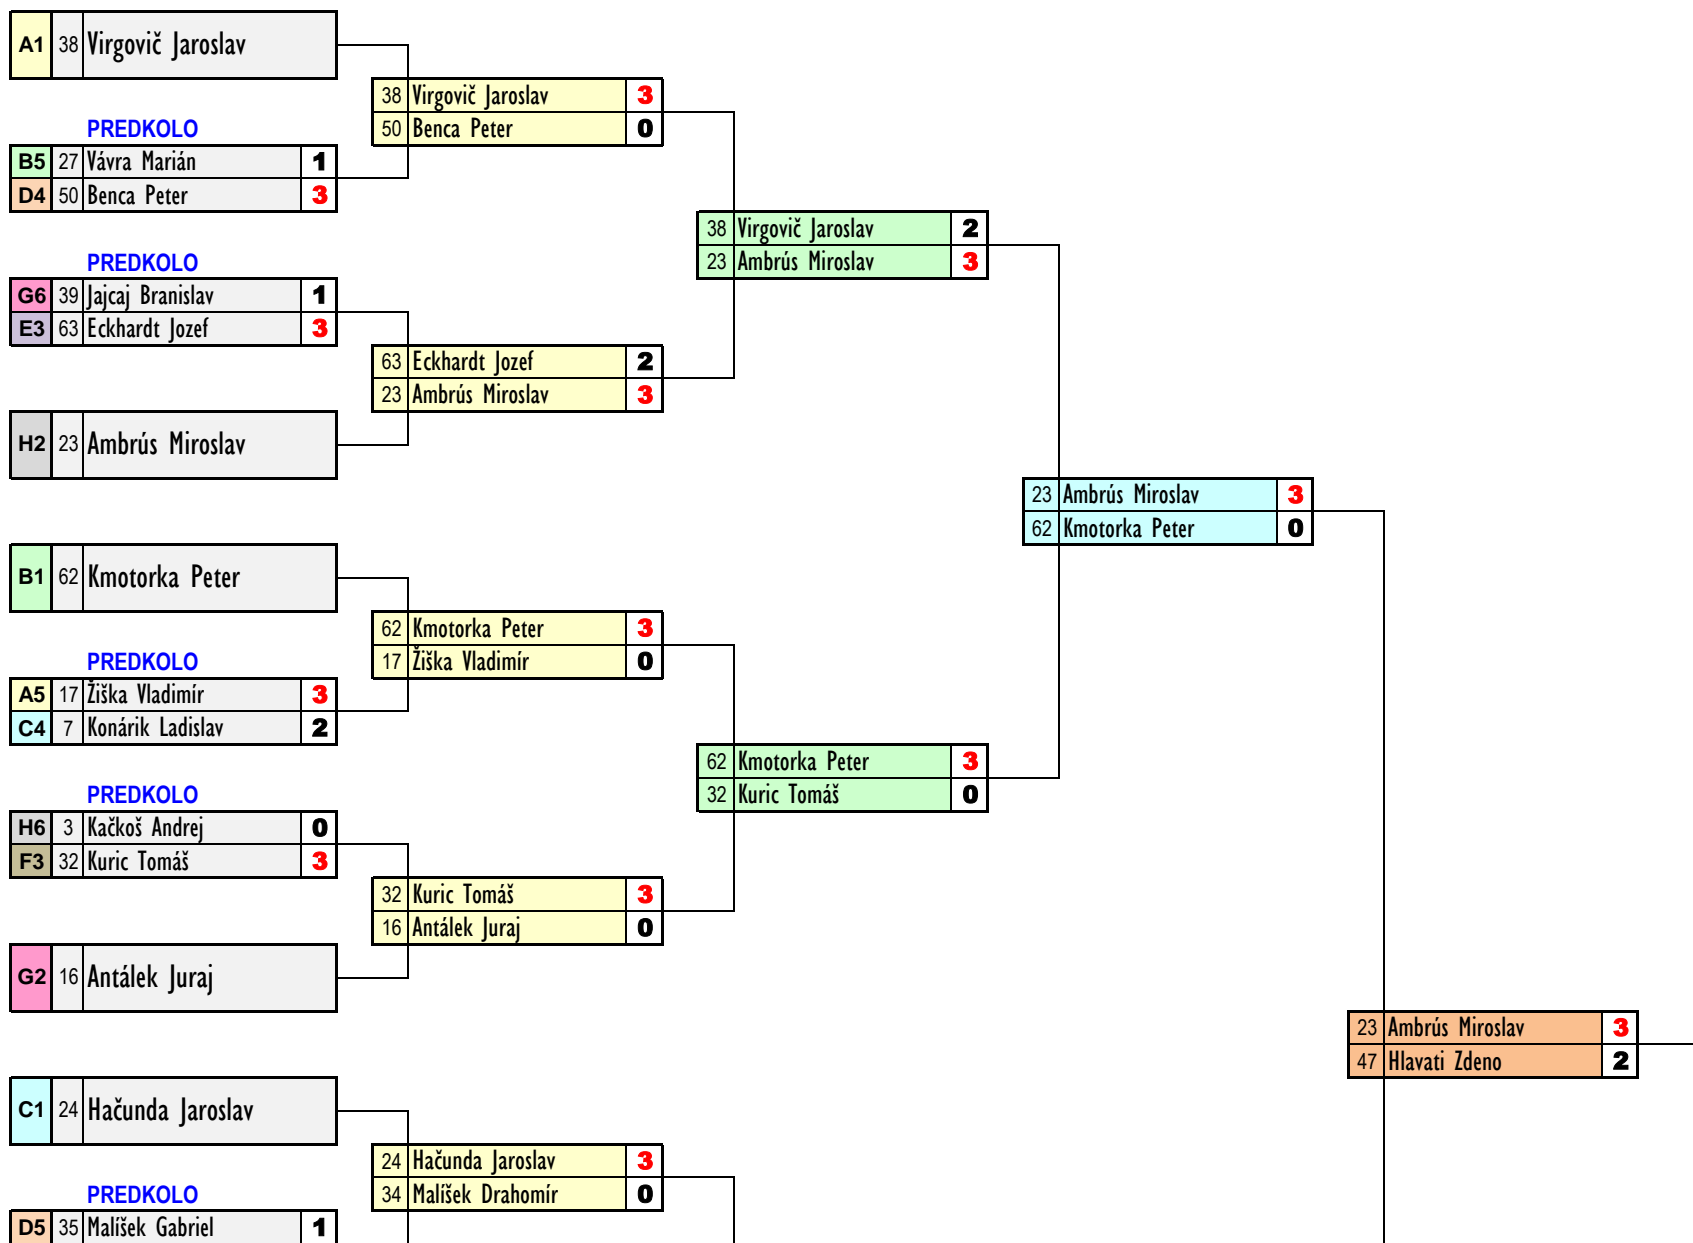 A1 38 Virgovič Jaroslav
38 Virgovič Jaroslav 3
50 Benca Peter 0
PREDKOLO
B5 27 Vávra Marián 1
D4 50 Benca Peter 3
38 Virgovič Jaroslav 2
23 Ambrús Miroslav 3
PREDKOLO
G6 39 Jajcaj Branislav 1
E3 63 Eckhardt Jozef 3
63 Eckhardt Jozef 2
23 Ambrús Miroslav 3
H2 23 Ambrús Miroslav
23 Ambrús Miroslav 3
62 Kmotorka Peter 0
B1 62 Kmotorka Peter
62 Kmotorka Peter 3
17 Žiška Vladimír 0
PREDKOLO
A5 17 Žiška Vladimír 3
C4 7 Konárik Ladislav 2
62 Kmotorka Peter 3
32 Kuric Tomáš 0
PREDKOLO
H6 3 Kačkoš Andrej 0
F3 32 Kuric Tomáš 3
32 Kuric Tomáš 3
16 Antálek Juraj 0
G2 16 Antálek Juraj
23 Ambrús Miroslav 3
47 Hlavati Zdeno 2
C1 24 Hačunda Jaroslav
24 Hačunda Jaroslav 3
34 Malíšek Drahomír 0
PREDKOLO
D5 35 Malíšek Gabriel 1